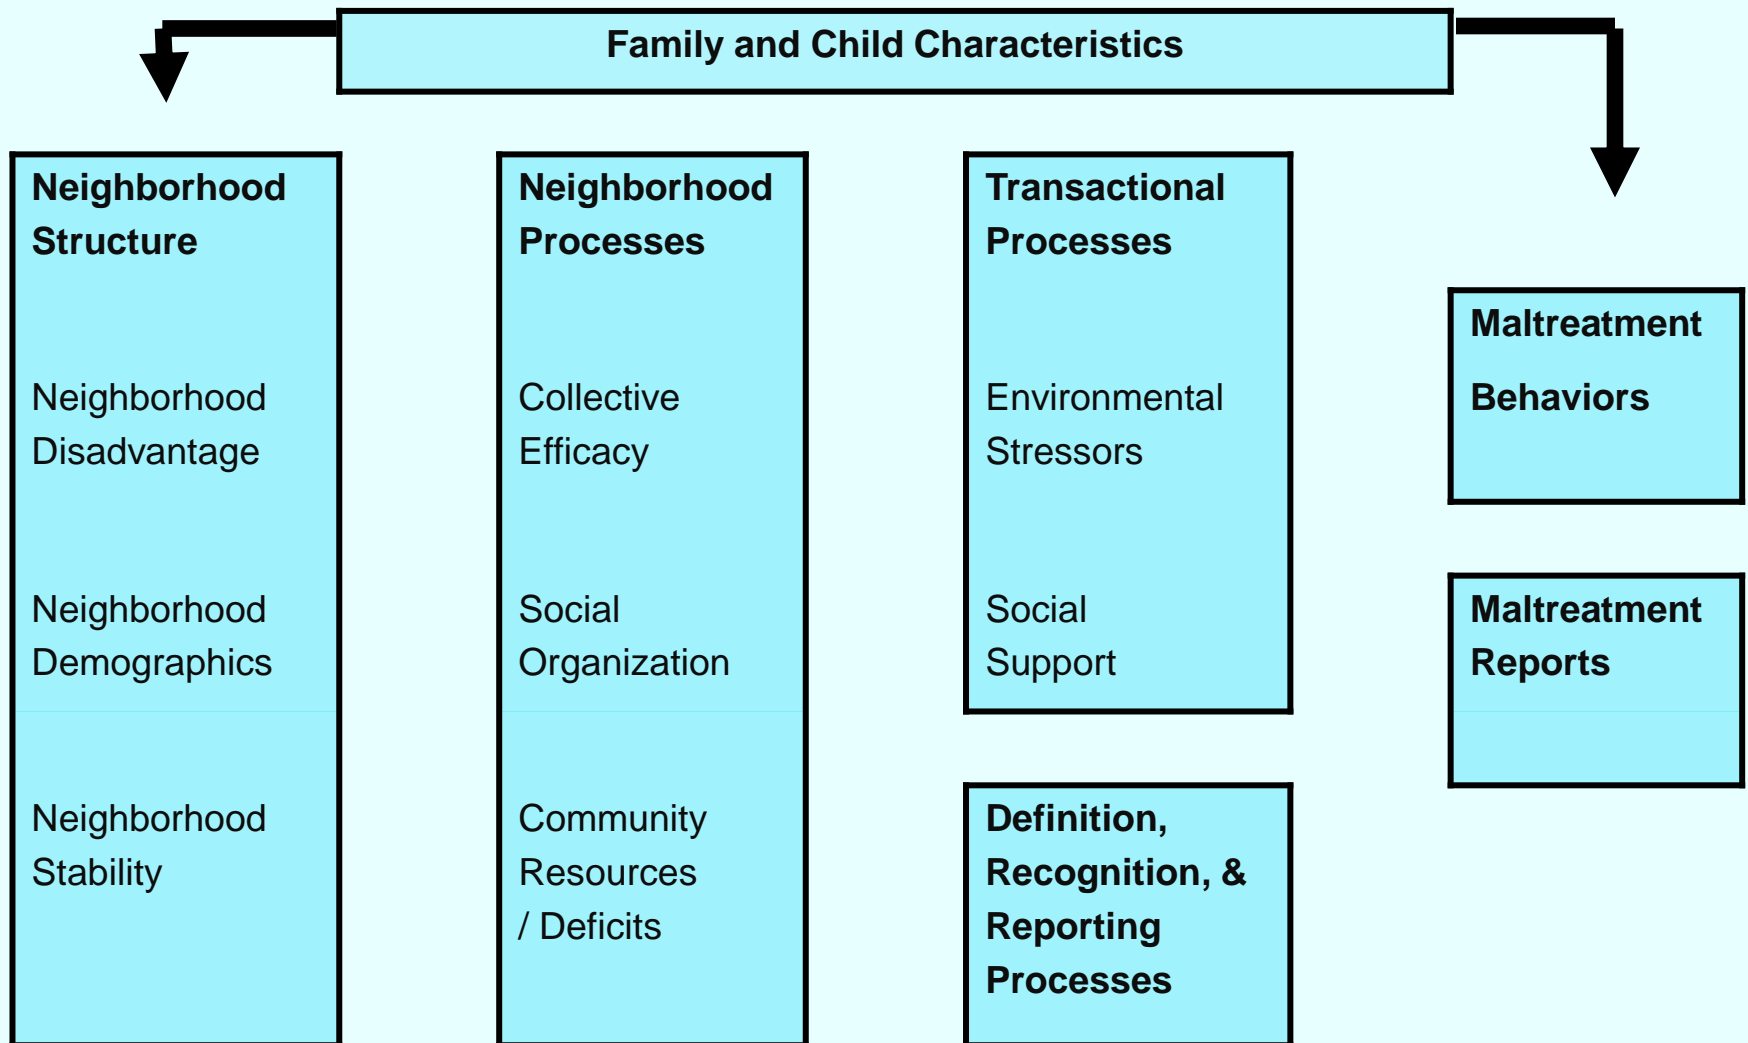 Family and Child Characteristics
Neighborhood
Structure
Neighborhood
Disadvantage
Neighborhood
Demographics
Neighborhood
Stability
Neighborhood
Processes
Collective
Efficacy
Social
Organization
Community
Resources
/ Deficits
Transactional
Processes
Environmental
Stressors
Social
Support
Definition,
Recognition, &
Reporting
Processes
Maltreatment
Behaviors
Maltreatment
Reports